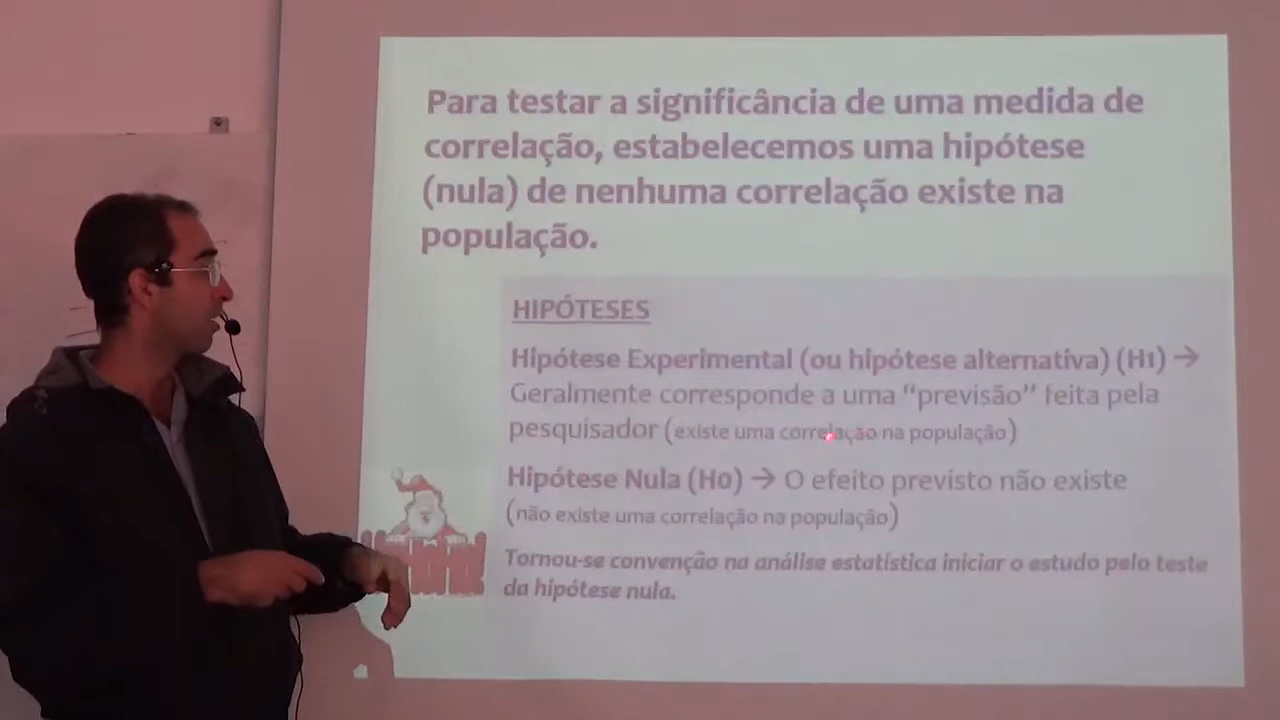 Para testar a significância de uma medida de
correlação, estabelecemos uma hipótese
(nula) de nenhuma correlação existe na
população.
HIPÓTESES
Hipótese Experimental (ou hipótese alternativa) (H1) →
Geralmente corresponde a uma “previsão” feita pela
pesquisador (existe uma correlação na população)
Hipótese Nula (H0) → O efeito previsto não existe
(não existe uma correlação na população)
Tornou-se convenção na análise estatística iniciar o estudo pelo teste
da hipótese nula.